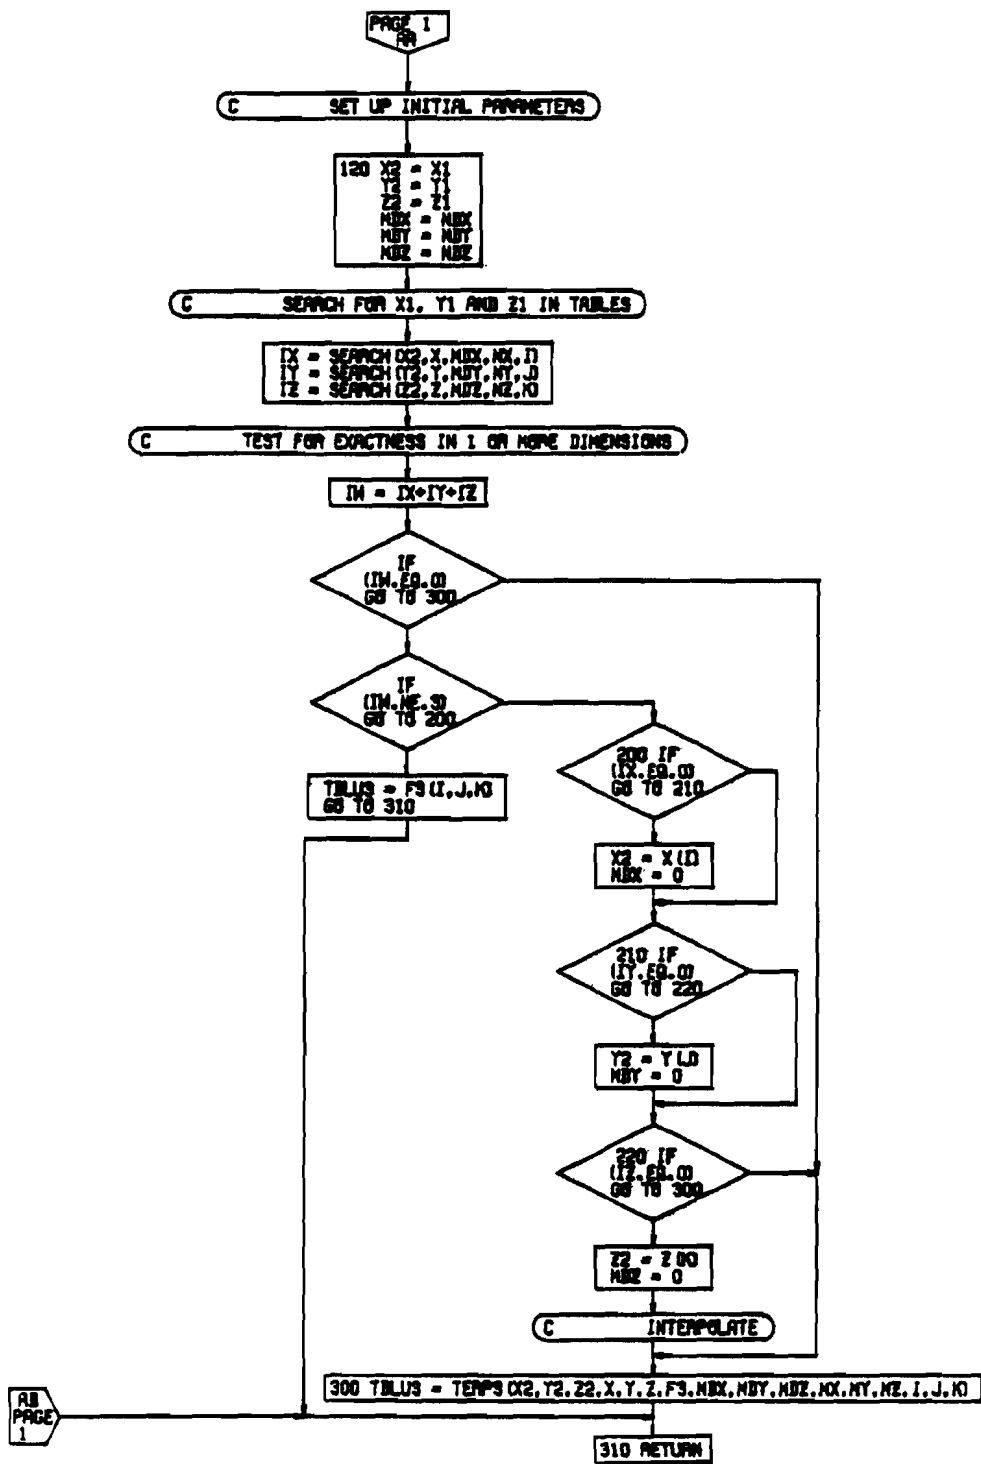 PAGE 1
AA
C SET UP INITIAL PARAMETERS
120 X2 = X1
Y2 = Y1
Z2 = Z1
MDX = NDX
MDY = NDY
MDZ = NDZ
C SEARCH FOR X1, Y1 AND Z1 IN TABLES
IX = SEARCH(X2,X,MDX,NX,I)
IY = SEARCH(Y2,Y,MDY,NY,J)
IZ = SEARCH(Z2,Z,MDZ,NZ,K)
C TEST FOR EXACTNESS IN 1 OR MORE DIMENSIONS
IW = IX+IY+IZ
IF
(IW.EQ.0)
GO TO 300
IF
(IW.NE.3)
GO TO 200
200 IF
(IX.EQ.0)
GO TO 210
TBLU3 = F3(I,J,K)
GO TO 310
X2 = X(I)
MDX = 0
210 IF
(IY.EQ.0)
GO TO 220
Y2 = Y(J)
MDY = 0
220 IF
(IZ.EQ.0)
GO TO 300
Z2 = Z(K)
MDZ = 0
C INTERPOLATE
300 TBLU3 = TERP3(X2,Y2,Z2,X,Y,Z,F3,MDX,MDY,MDZ,NX,NY,NZ,I,J,K)
AB
PAGE
1
310 RETURN